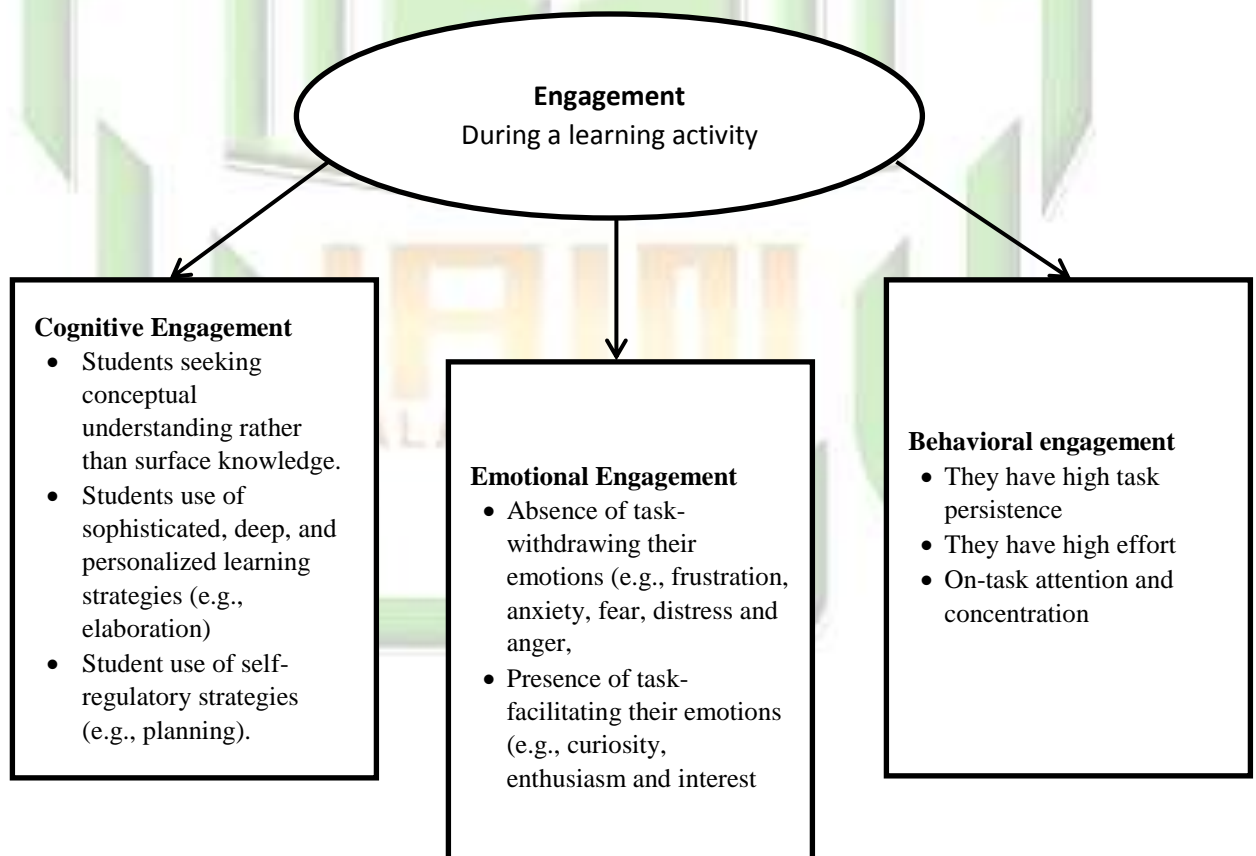 Engagement
During a learning activity
Cognitive Engagement
• Students seeking
conceptual
understanding rather
than surface knowledge.
• Students use of
sophisticated, deep, and
personalized learning
strategies (e.g.,
elaboration)
• Student use of self-
regulatory strategies
(e.g., planning).
Emotional Engagement
• Absence of task-
withdrawing their
emotions (e.g., frustration,
anxiety, fear, distress and
anger,
• Presence of task-
facilitating their emotions
(e.g., curiosity,
enthusiasm and interest
Behavioral engagement
• They have high task
persistence
• They have high effort
• On-task attention and
concentration